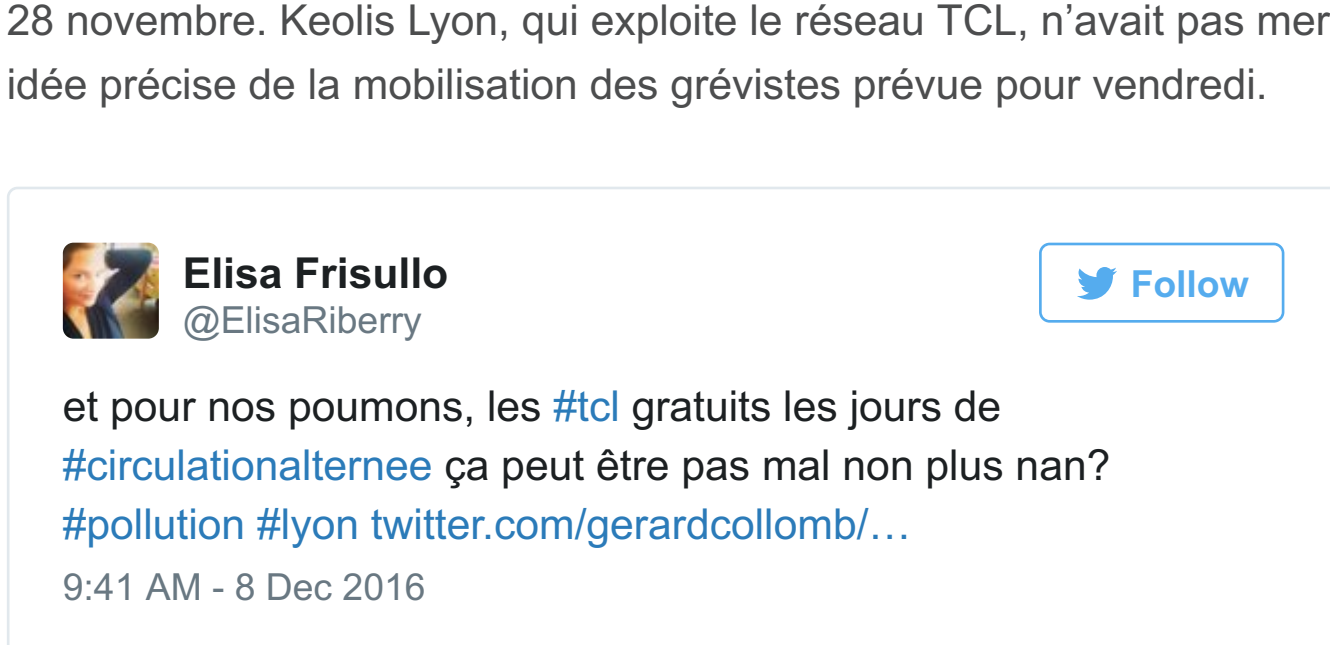 28 novembre. Keolis Lyon, qui exploite le réseau TCL, n’avait pas mer
idée précise de la mobilisation des grévistes prévue pour vendredi.
Elisa Frisullo
@ElisaRiberry
Follow
et pour nos poumons, les #tcl gratuits les jours de
#circulationalternee ça peut être pas mal non plus nan?
#pollution #lyon twitter.com/gerardcollomb/…
9:41 AM - 8 Dec 2016